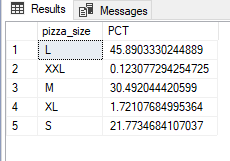 Results Messages
pizza_size PCT
1 L 45.8903330244889
2 XXL 0.123077294254725
3 M 30.492044420599
4 XL 1.72107684995364
5 S 21.7734684107037